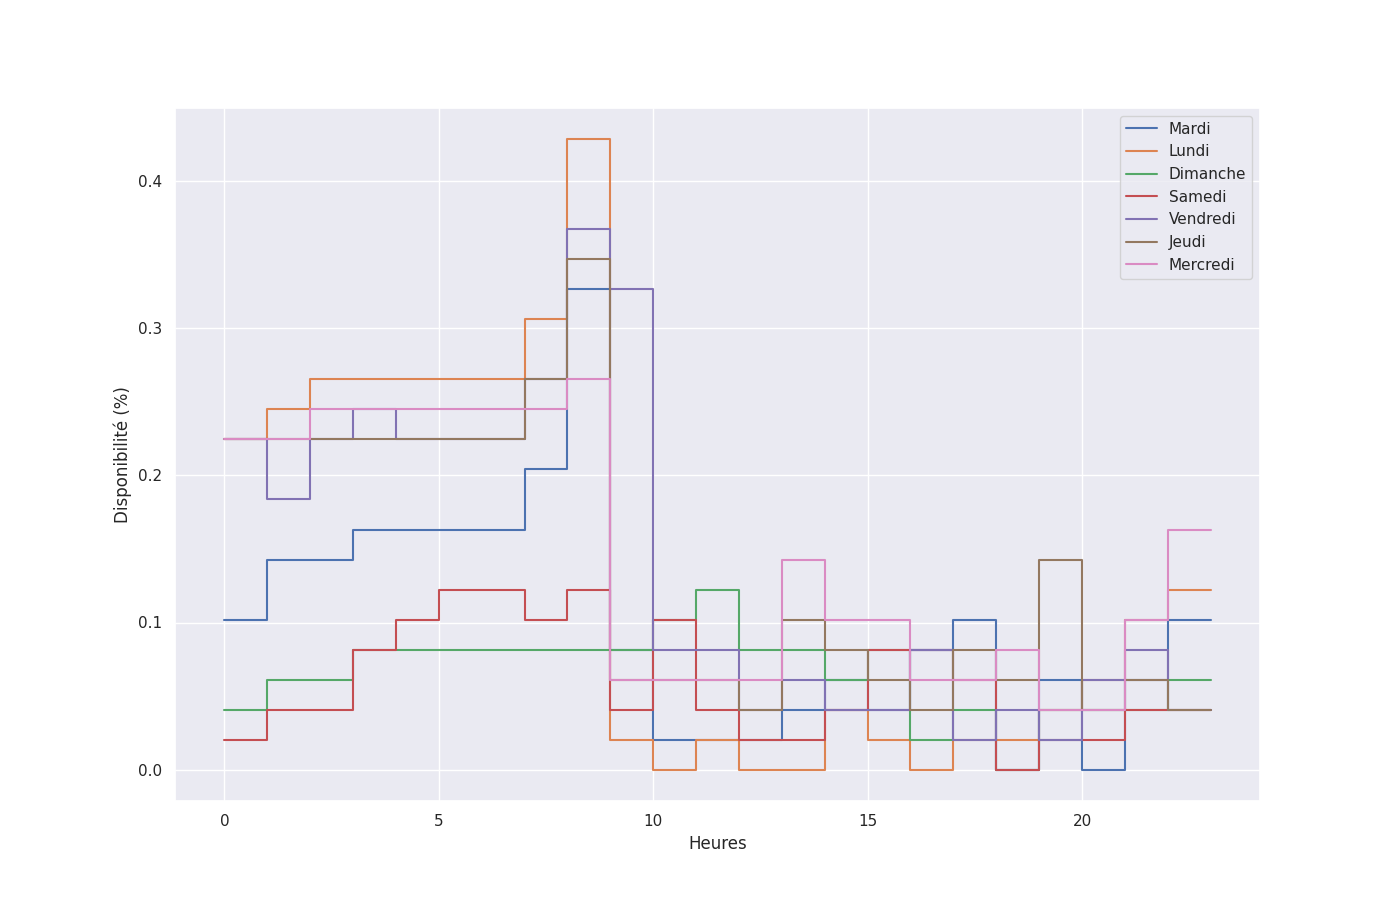 Mardi
Lundi
Dimanche
Samedi
Vendredi
Jeudi
Mercredi
0.4
0.3
0.2
0.1
0.0
Disponibilité (%)
0 5 10 15 20
Heures